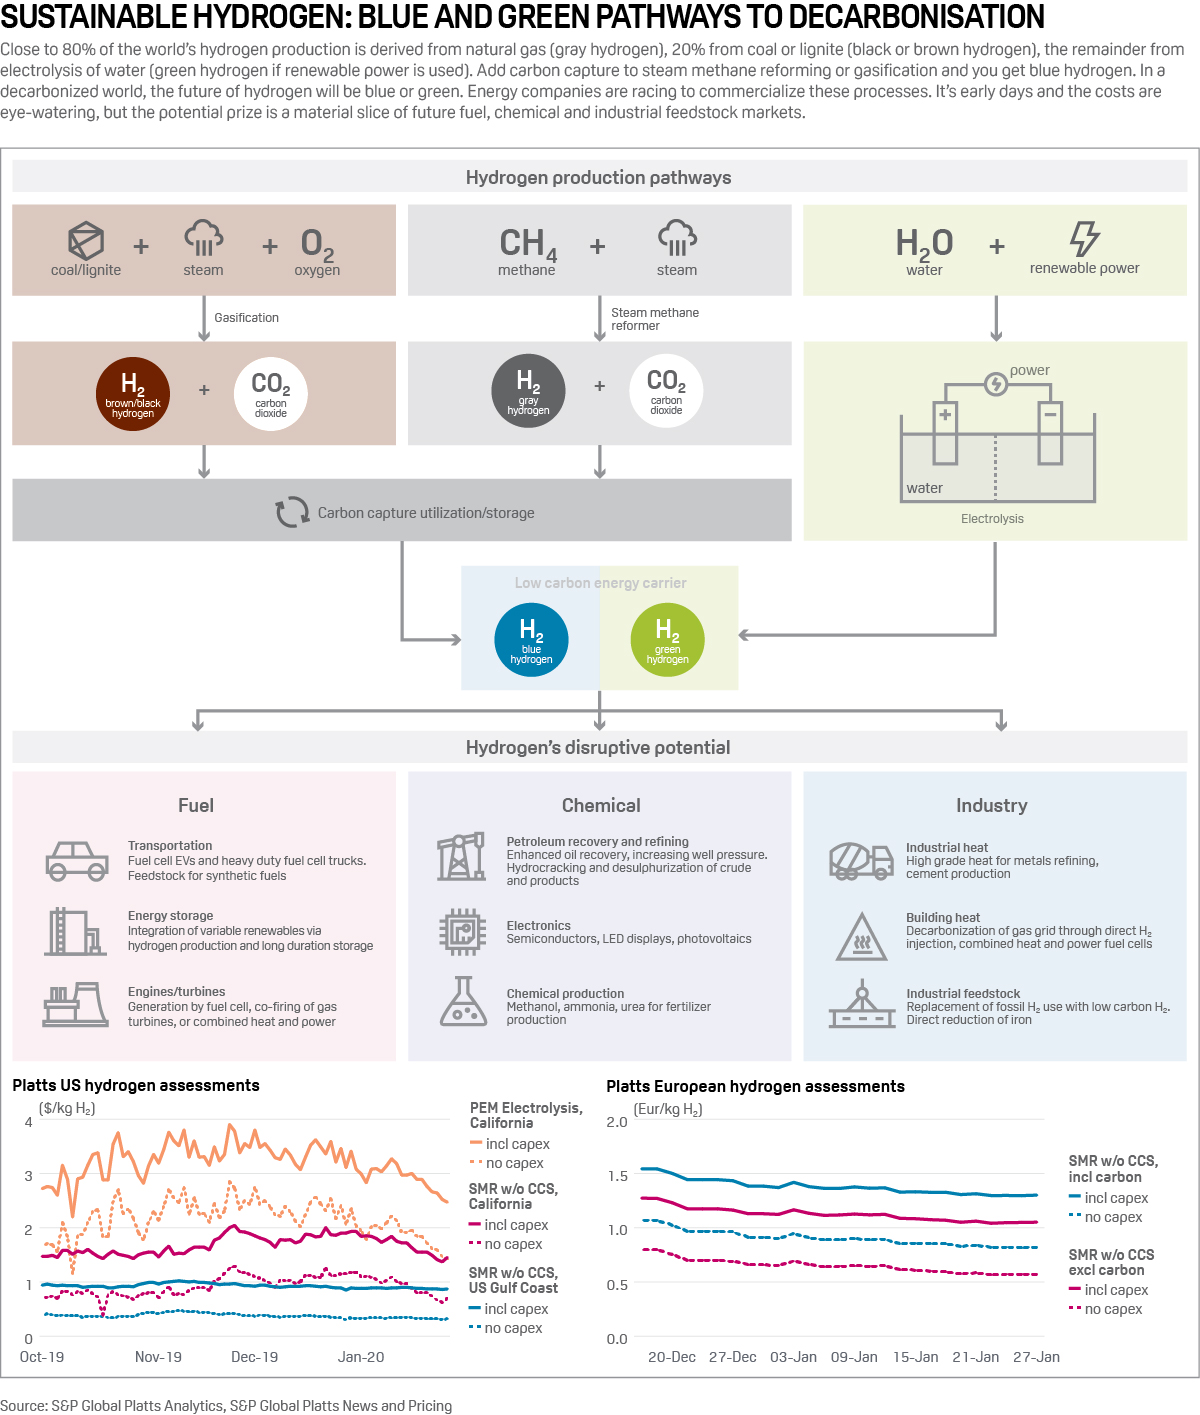 SUSTAINABLE HYDROGEN: BLUE AND GREEN PATHWAYS TO DECARBONISATION
Close to 80% of the world's hydrogen production is derived from natural gas (gray hydrogen), 20% from coal or lignite (black or brown hydrogen), the remainder from
electrolysis of water (green hydrogen if renewable power is used). Add carbon capture to steam methane reforming or gasification and you get blue hydrogen. In a
decarbonized world, the future of hydrogen will be blue or green. Energy companies are racing to commercialize these processes. It's early days and the costs are
eye-watering, but the potential prize is a material slice of future fuel, chemical and industrial feedstock markets.
Hydrogen production pathways
coal/lignite
+
steam
+
O₂
oxygen
CH₄
methane
+
steam
H₂O
water
+
renewable power
Gasification
Steam methane
reformer
H₂
brown/black
hydrogen
+
CO₂
carbon
dioxide
H₂
gray
hydrogen
+
CO₂
carbon
dioxide
power
+
−
water
Electrolysis
Carbon capture utilization/storage
Low carbon energy carrier
H₂
blue
hydrogen
H₂
green
hydrogen
Hydrogen's disruptive potential
Fuel
Transportation
Fuel cell EVs and heavy duty fuel cell trucks.
Feedstock for synthetic fuels
Energy storage
Integration of variable renewables via
hydrogen production and long duration storage
Engines/turbines
Generation by fuel cell, co-firing of gas
turbines, or combined heat and power
Chemical
Petroleum recovery and refining
Enhanced oil recovery, increasing well pressure.
Hydrocracking and desulphurization of crude
and products
Electronics
Semiconductors, LED displays, photovoltaics
Chemical production
Methanol, ammonia, urea for fertilizer
production
Industry
Industrial heat
High grade heat for metals refining,
cement production
Building heat
Decarbonization of gas grid through direct H₂
injection, combined heat and power fuel cells
Industrial feedstock
Replacement of fossil H₂ use with low carbon H₂.
Direct reduction of iron
Platts US hydrogen assessments
($/kg H₂)
4
3
2
1
0
Oct-19
Nov-19
Dec-19
Jan-20
PEM Electrolysis,
California
incl capex
no capex
SMR w/o CCS,
California
incl capex
no capex
SMR w/o CCS,
US Gulf Coast
incl capex
no capex
Platts European hydrogen assessments
(Eur/kg H₂)
2.0
1.5
1.0
0.5
0.0
20-Dec
27-Dec
03-Jan
09-Jan
15-Jan
21-Jan
27-Jan
SMR w/o CCS,
incl carbon
incl capex
no capex
SMR w/o CCS
excl carbon
incl capex
no capex
Source: S&P Global Platts Analytics, S&P Global Platts News and Pricing